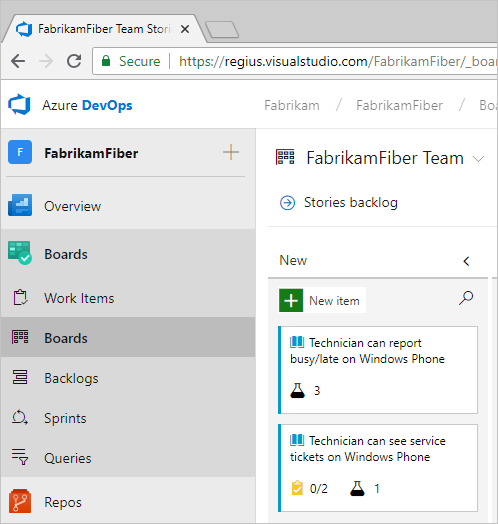 FabrikamFiber Team Stori
Secure https://regius.visualstudio.com/FabrikamFiber/_boar
Azure DevOps
Fabrikam / FabrikamFiber / Boa
F FabrikamFiber
FabrikamFiber Team
Overview
Stories backlog
Boards
New
Work Items
New item
Boards
Technician can report
busy/late on Windows Phone
Backlogs
3
Sprints
Technician can see service
tickets on Windows Phone
Queries
0/2 1
Repos